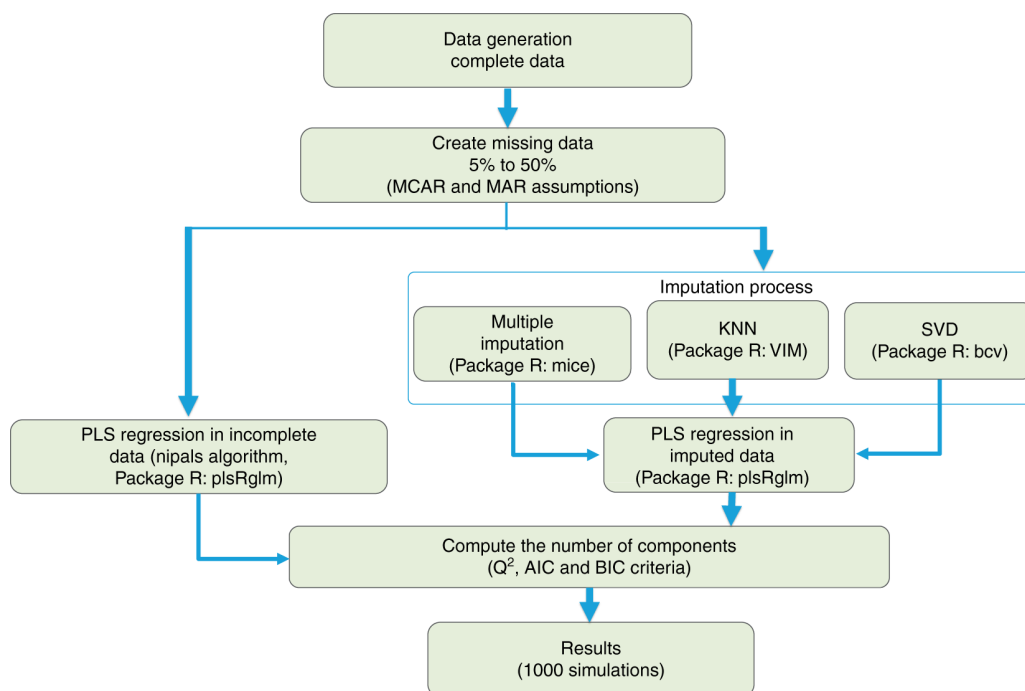 Data generation
complete data
Create missing data
5% to 50%
(MCAR and MAR assumptions)
Imputation process
Multiple
imputation
(Package R: mice)
KNN
(Package R: VIM)
SVD
(Package R: bcv)
PLS regression in incomplete
data (nipals algorithm,
Package R: plsRglm)
PLS regression in
imputed data
(Package R: plsRglm)
Compute the number of components
(Q², AIC and BIC criteria)
Results
(1000 simulations)